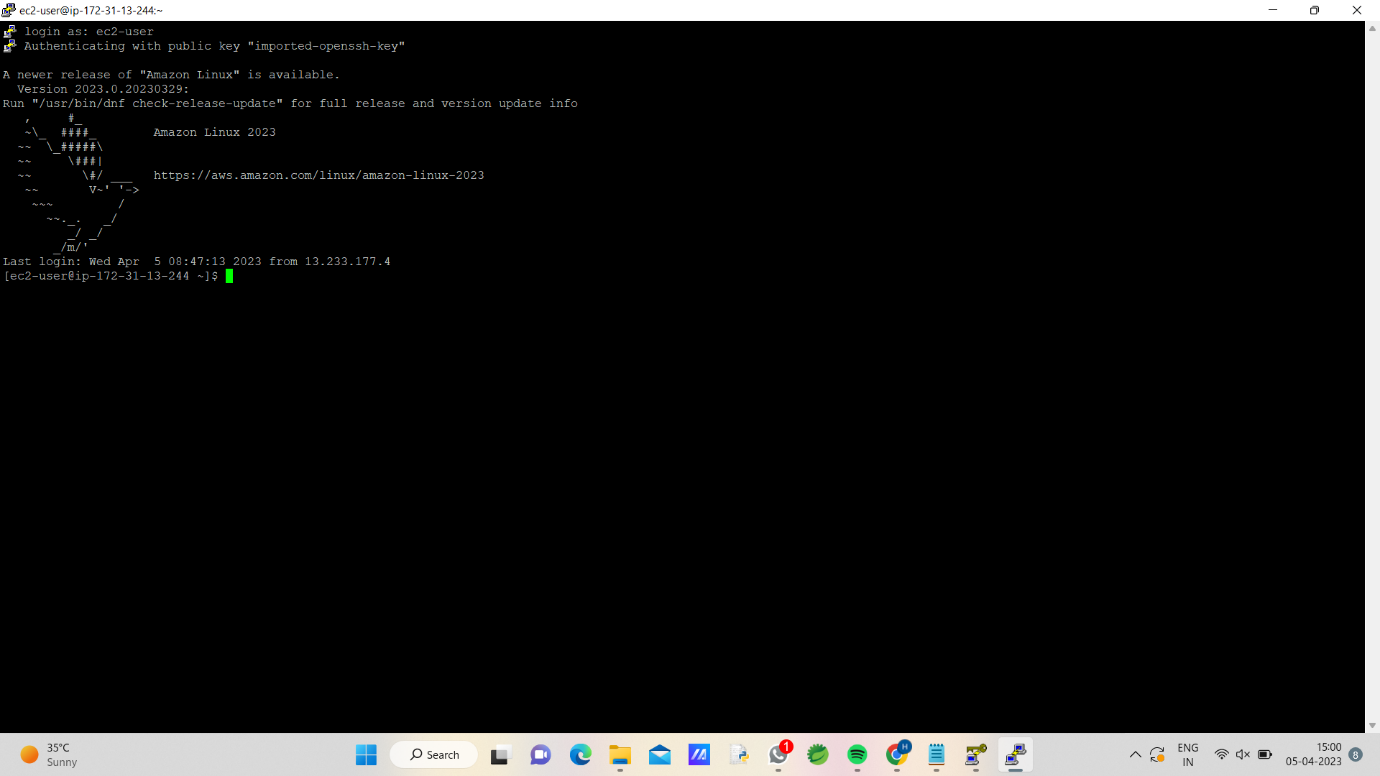 ec2-user@ip-172-31-13-244:~
login as: ec2-user
Authenticating with public key "imported-openssh-key"
A newer release of "Amazon Linux" is available.
  Version 2023.0.20230329:
Run "/usr/bin/dnf check-release-update" for full release and version update info
   ,     #_
   ~\_  ####_        Amazon Linux 2023
  ~~  \_#####\
  ~~     \###|
  ~~       \#/ ___   https://aws.amazon.com/linux/amazon-linux-2023
   ~~       V~' '->
    ~~~         /
      ~~._.   _/
         _/ _/
       _/m/'
Last login: Wed Apr  5 08:47:13 2023 from 13.233.177.4
[ec2-user@ip-172-31-13-244 ~]$
35°C
Sunny
Search
1
H
ENG
IN
15:00
05-04-2023
8